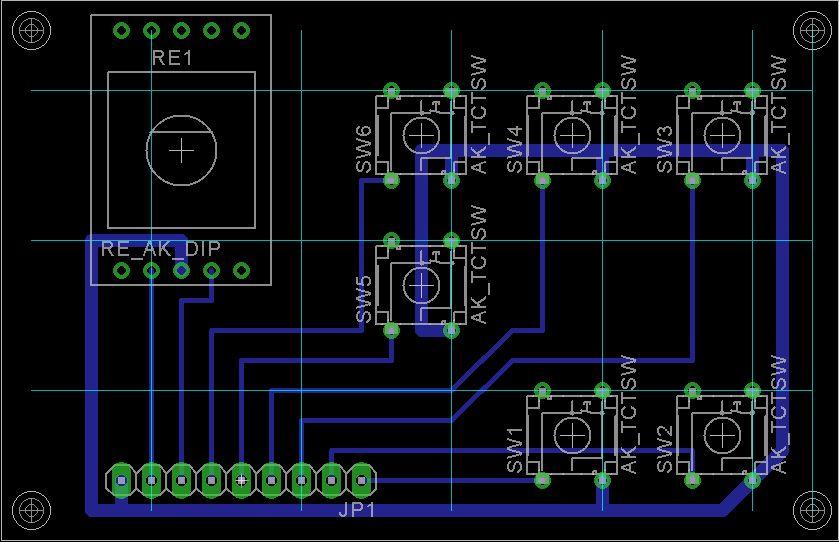 RE1
RE_AK_DIP
SW6
AK_TCTSW
SW4
AK_TCTSW
SW3
AK_TCTSW
SW5
AK_TCTSW
SW1
AK_TCTSW
SW2
AK_TCTSW
JP1